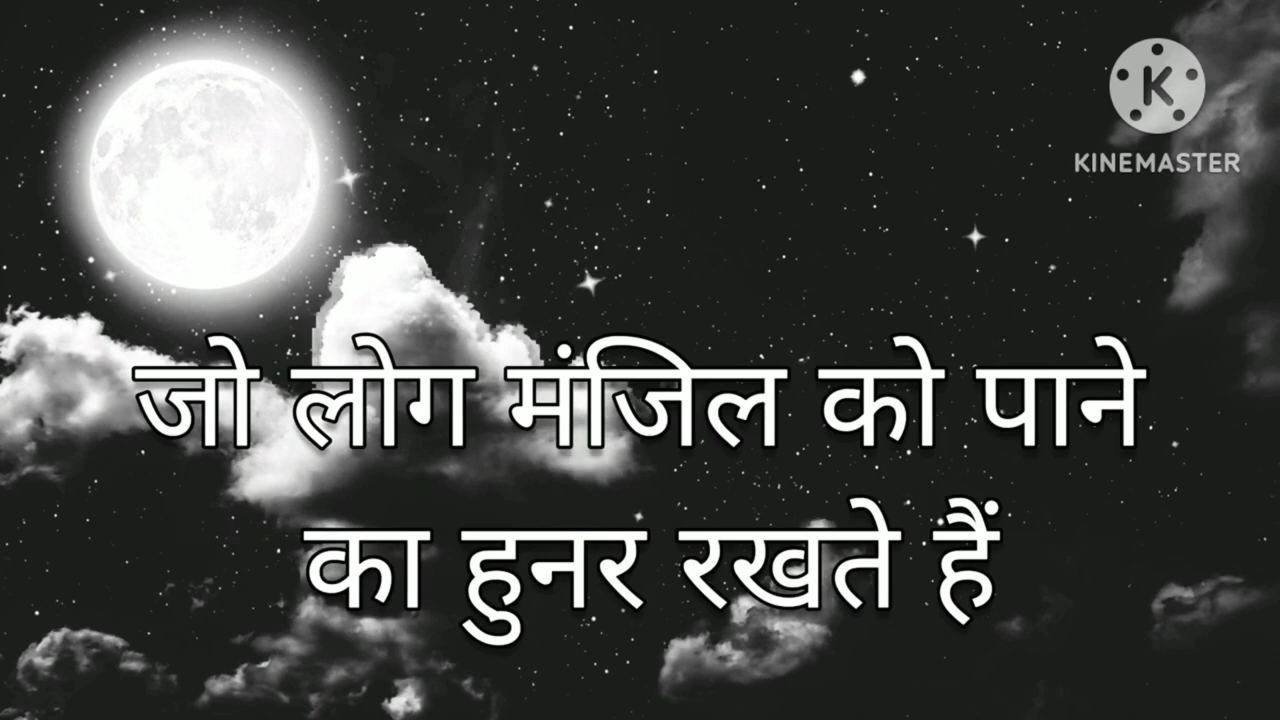 KINEMASTER
जो लोग मंजिल को पाने
का हुनर रखते हैं